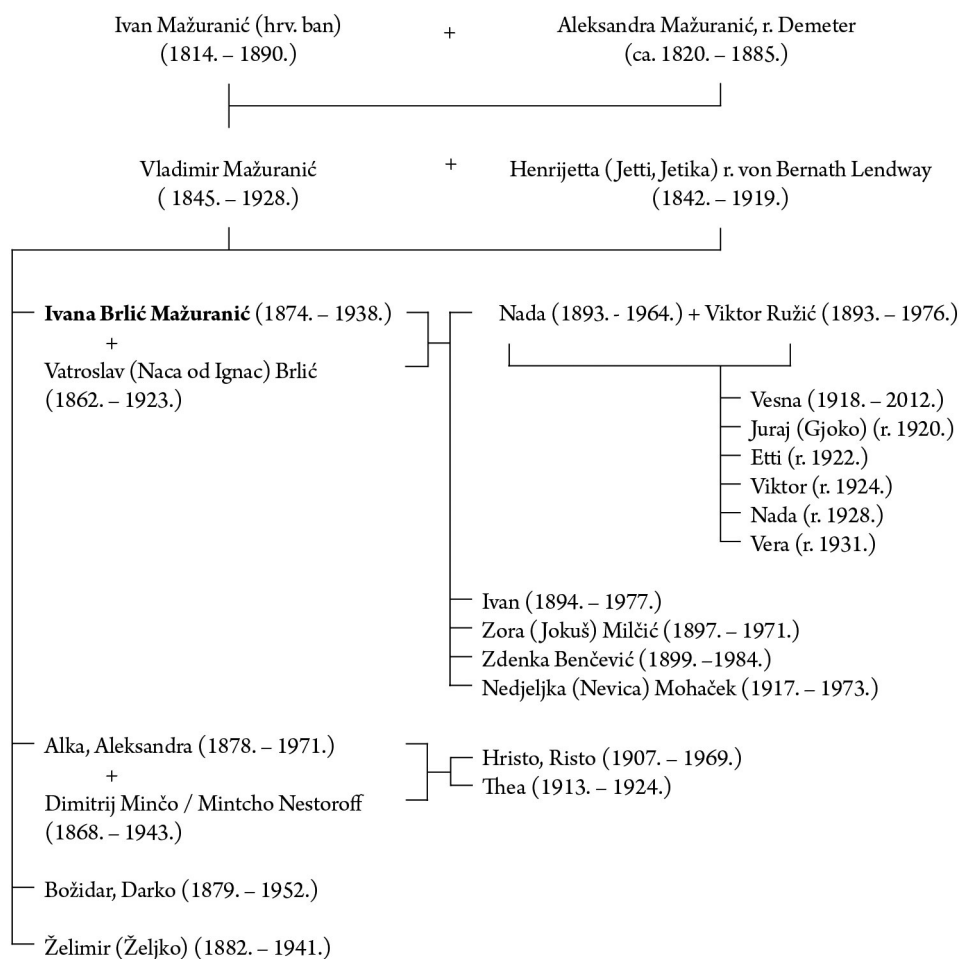 Ivan Mažuranić (hrv. ban) + Aleksandra Mažuranić, r. Demeter
(1814. – 1890.) (ca. 1820. – 1885.)
Vladimir Mažuranić + Henrijetta (Jetti, Jetika) r. von Bernath Lendway
( 1845. – 1928.) (1842. – 1919.)
Ivana Brlić Mažuranić (1874. – 1938.)
+
Vatroslav (Naca od Ignac) Brlić
(1862. – 1923.)
Nada (1893. - 1964.) + Viktor Ružić (1893. – 1976.)
Vesna (1918. – 2012.)
Juraj (Gjoko) (r. 1920.)
Etti (r. 1922.)
Viktor (r. 1924.)
Nada (r. 1928.)
Vera (r. 1931.)
Ivan (1894. – 1977.)
Zora (Jokuš) Milčić (1897. – 1971.)
Zdenka Benčević (1899. –1984.)
Nedjeljka (Nevica) Mohaček (1917. – 1973.)
Alka, Aleksandra (1878. – 1971.)
+
Dimitrij Minčo / Mintcho Nestoroff
(1868. – 1943.)
Hristo, Risto (1907. – 1969.)
Thea (1913. – 1924.)
Božidar, Darko (1879. – 1952.)
Želimir (Željko) (1882. – 1941.)